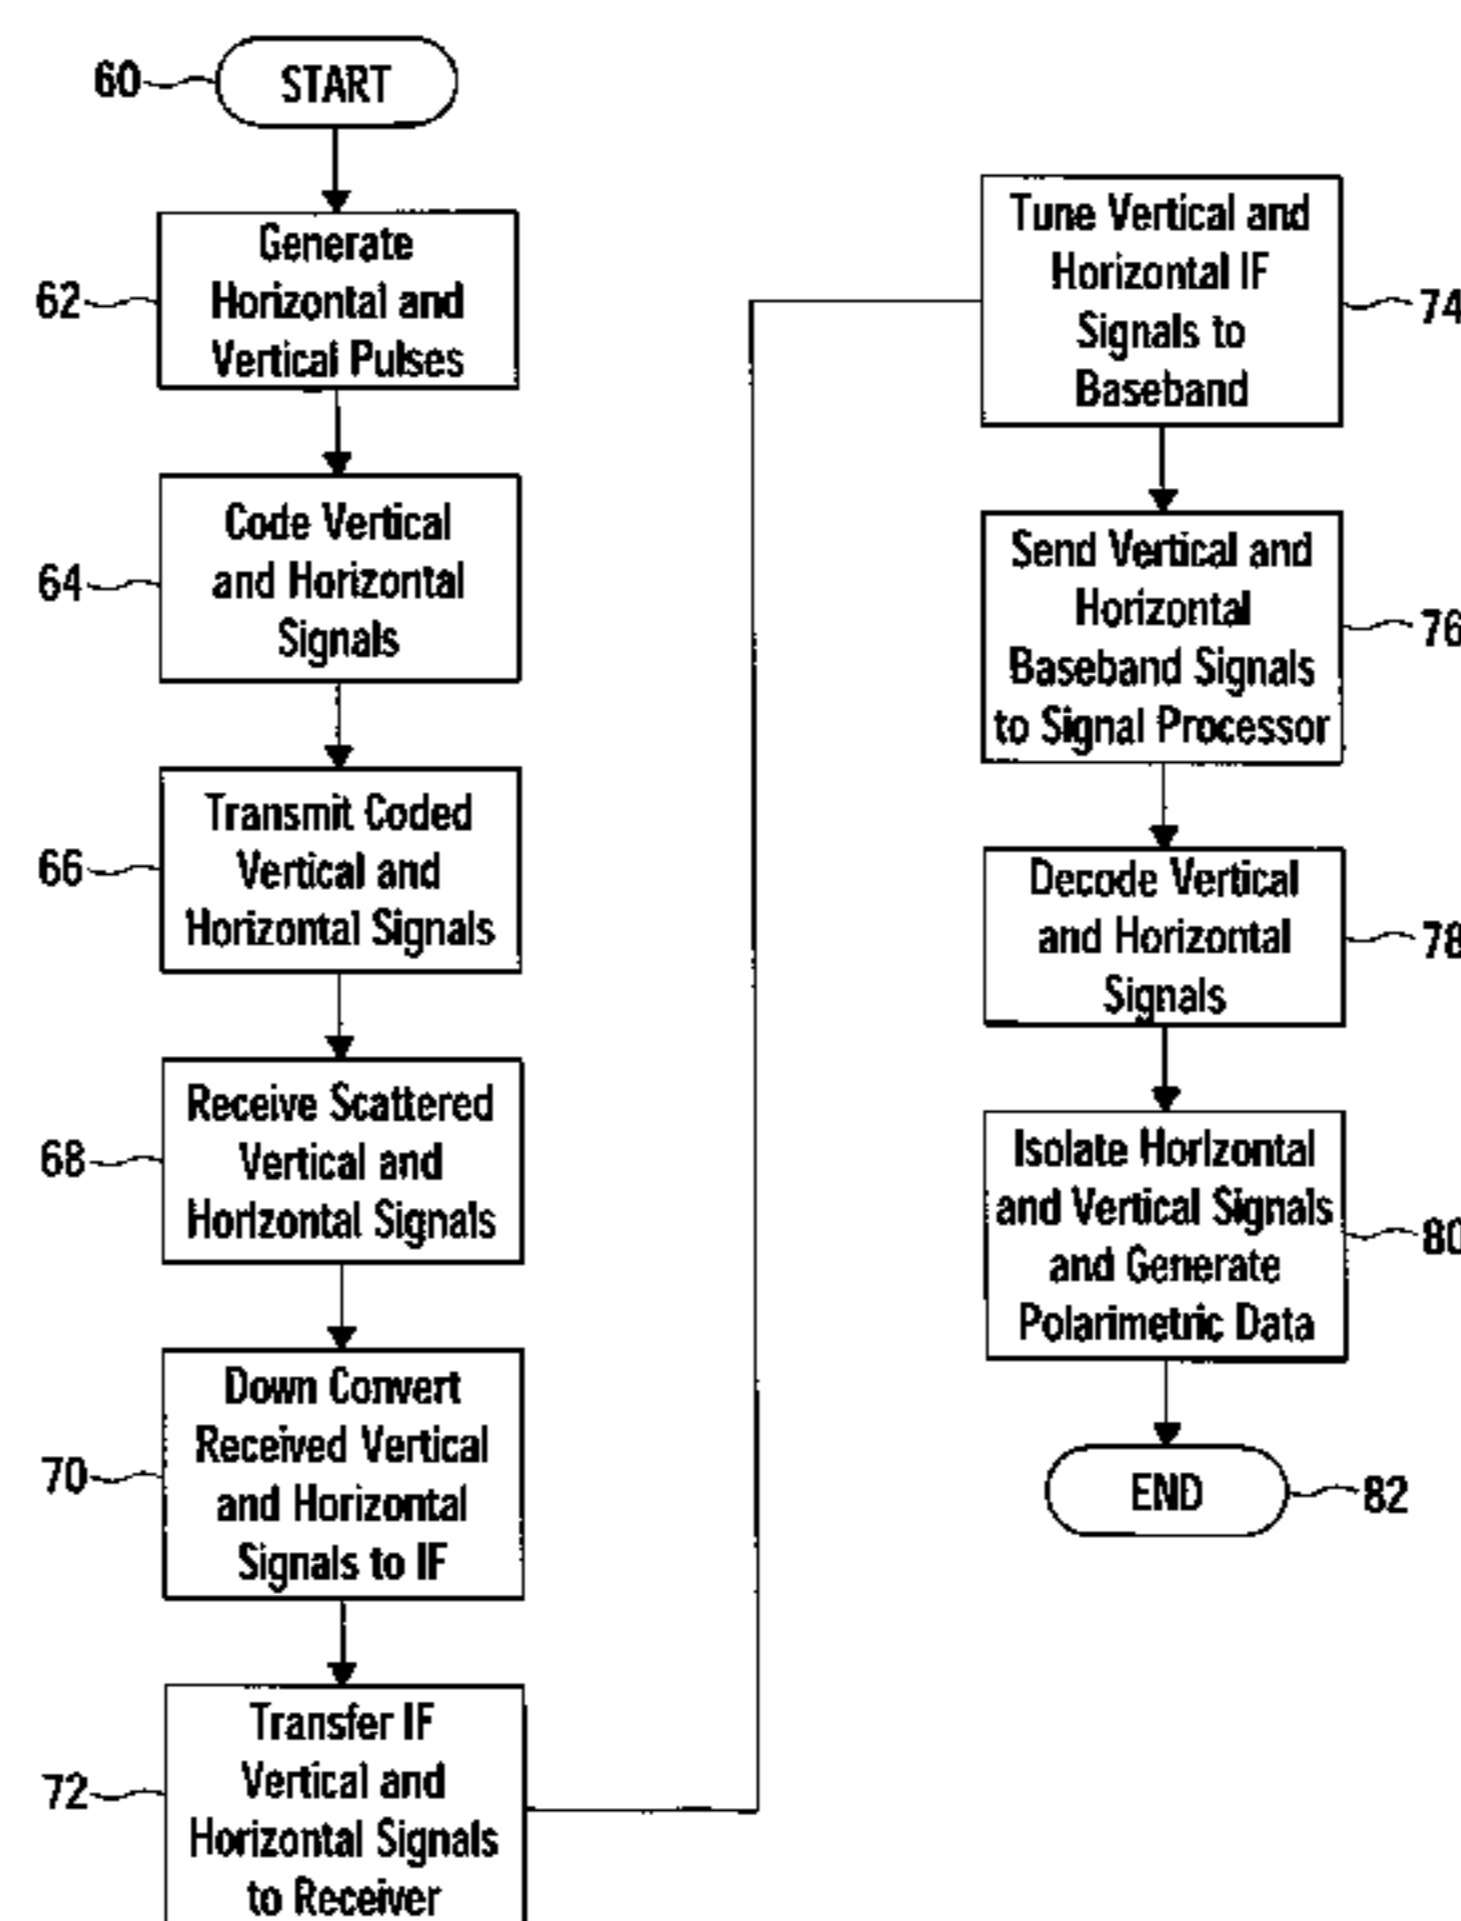 60
START
62
Generate
Horizontal and
Vertical Pulses
64
Code Vertical
and Horizontal
Signals
66
Transmit Coded
Vertical and
Horizontal Signals
68
Receive Scattered
Vertical and
Horizontal Signals
70
Down Convert
Received Vertical
and Horizontal
Signals to IF
72
Transfer IF
Vertical and
Horizontal Signals
to Receiver
Tune Vertical and
Horizontal IF
Signals to
Baseband
74
Send Vertical and
Horizontal
Baseband Signals
to Signal Processor
76
Decode Vertical
and Horizontal
Signals
78
Isolate Horizontal
and Vertical Signals
and Generate
Polarimetric Data
80
END
82